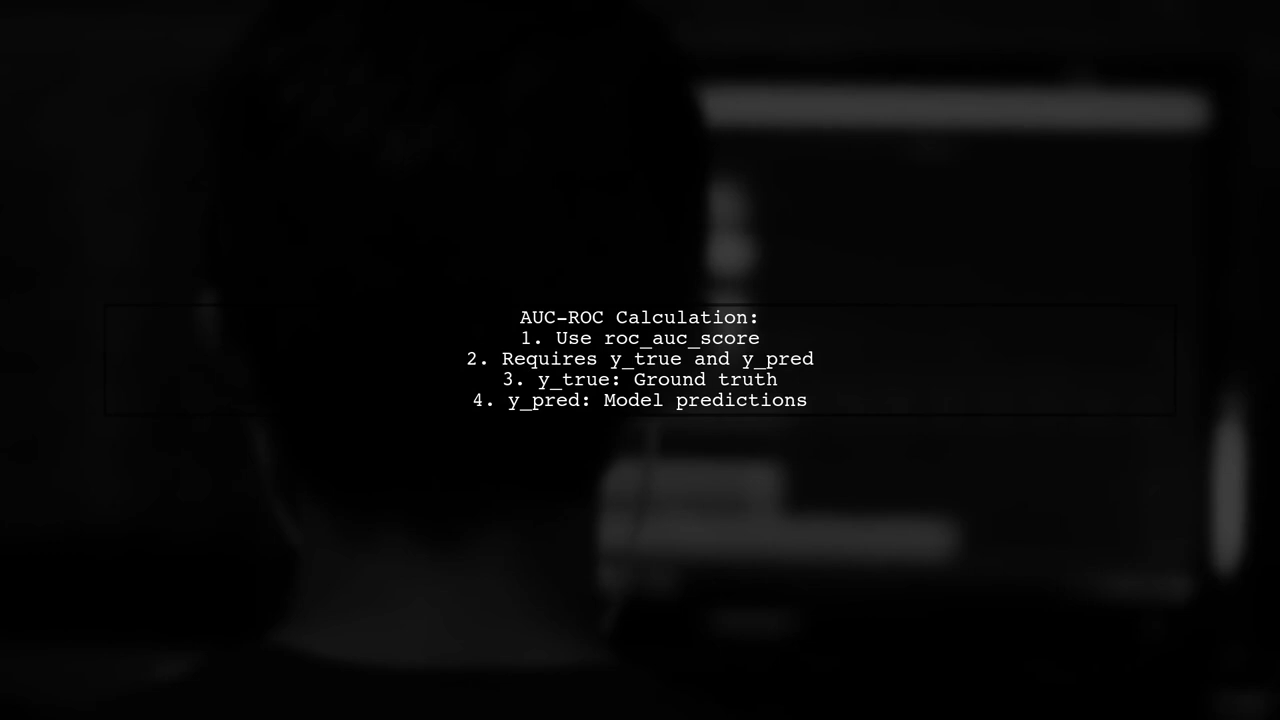 AUC-ROC Calculation:
1. Use roc_auc_score
2. Requires y_true and y_pred
3. y_true: Ground truth
4. y_pred: Model predictions